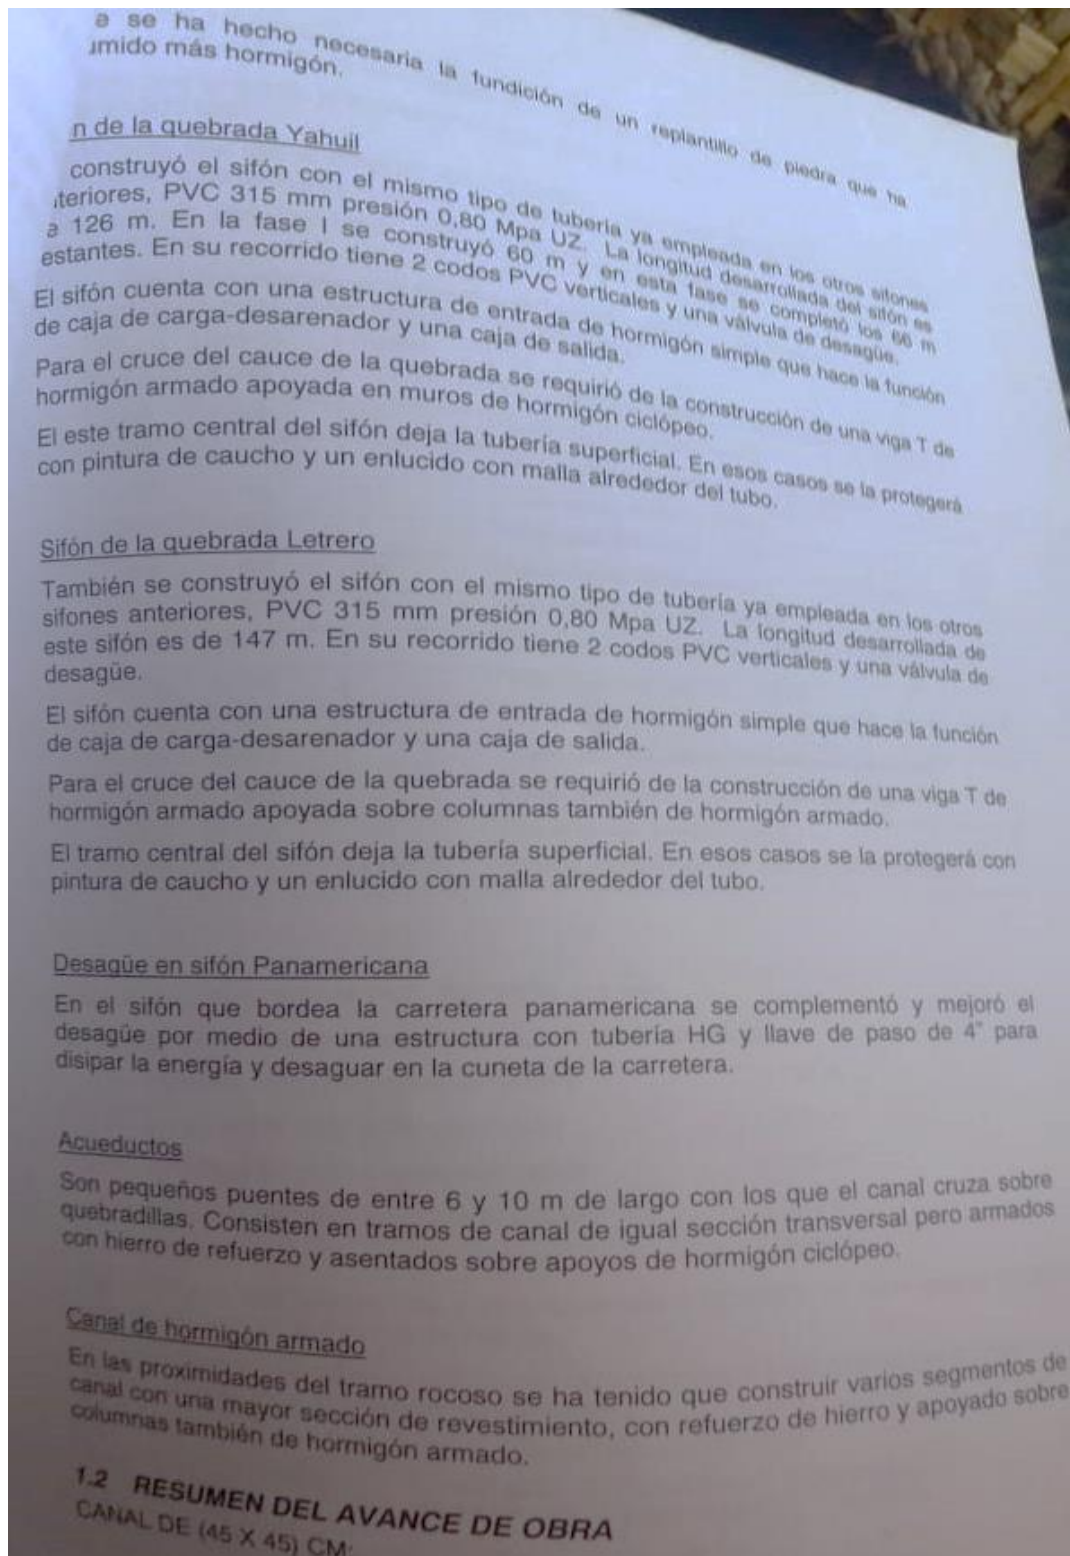 se ha hecho necesaria la fundición de un replantillo de piedra que ha
umido más hormigón.
n de la quebrada Yahuil
construyó el sifón con el mismo tipo de tubería ya empleada en los otros sifones
teriores, PVC 315 mm presión 0,80 Mpa UZ. La longitud desarrollada del sifón es
a 126 m. En la fase I se construyó 60 m y en esta fase se completó los 66 m
estantes. En su recorrido tiene 2 codos PVC verticales y una válvula de desagüe.
El sifón cuenta con una estructura de entrada de hormigón simple que hace la función
de caja de carga-desarenador y una caja de salida.
Para el cruce del cauce de la quebrada se requirió de la construcción de una viga T de
hormigón armado apoyada en muros de hormigón ciclópeo.
El este tramo central del sifón deja la tubería superficial. En esos casos se la protegerá
con pintura de caucho y un enlucido con malla alrededor del tubo.
Sifón de la quebrada Letrero
También se construyó el sifón con el mismo tipo de tubería ya empleada en los otros
sifones anteriores, PVC 315 mm presión 0,80 Mpa UZ. La longitud desarrollada de
este sifón es de 147 m. En su recorrido tiene 2 codos PVC verticales y una válvula de
desagüe.
El sifón cuenta con una estructura de entrada de hormigón simple que hace la función
de caja de carga-desarenador y una caja de salida.
Para el cruce del cauce de la quebrada se requirió de la construcción de una viga T de
hormigón armado apoyada sobre columnas también de hormigón armado.
El tramo central del sifón deja la tubería superficial. En esos casos se la protegerá con
pintura de caucho y un enlucido con malla alrededor del tubo.
Desagüe en sifón Panamericana
En el sifón que bordea la carretera panamericana se complementó y mejoró el
desagüe por medio de una estructura con tubería HG y llave de paso de 4" para
disipar la energía y desaguar en la cuneta de la carretera.
Acueductos
Son pequeños puentes de entre 6 y 10 m de largo con los que el canal cruza sobre
quebradillas. Consisten en tramos de canal de igual sección transversal pero armados
con hierro de refuerzo y asentados sobre apoyos de hormigón ciclópeo.
Canal de hormigón armado
En las proximidades del tramo rocoso se ha tenido que construir varios segmentos de
canal con una mayor sección de revestimiento, con refuerzo de hierro y apoyado sobre
columnas también de hormigón armado.
1.2 RESUMEN DEL AVANCE DE OBRA
CANAL DE (45 X 45) CM: